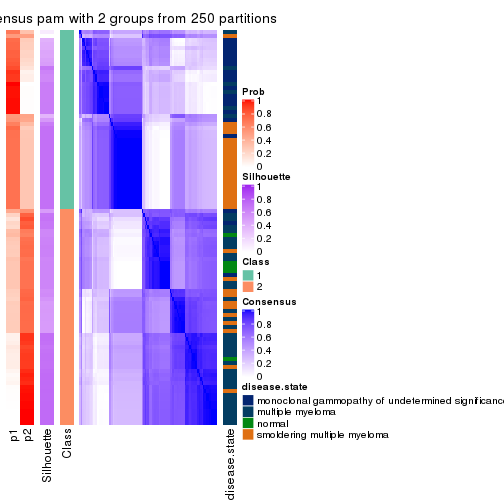 ensus pam with 2 groups from 250 partitions
Prob
1
0.8
0.6
0.4
0.2
0
Silhouette
1
0.8
0.6
0.4
0.2
0
Class
1
2
Consensus
1
0.8
0.6
0.4
0.2
0
disease.state
monoclonal gammopathy of undetermined significance
multiple myeloma
normal
smoldering multiple myeloma
p1
p2
Silhouette
Class
disease.state